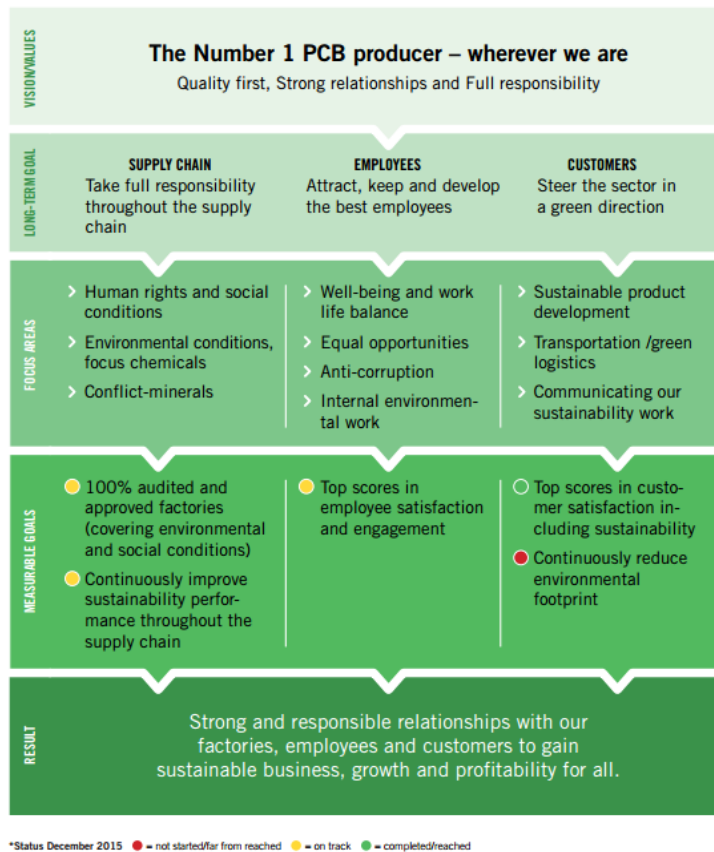 VISION/VALUES
The Number 1 PCB producer – wherever we are
Quality first, Strong relationships and Full responsibility
LONG-TERM GOAL
SUPPLY CHAIN
Take full responsibility
throughout the supply
chain
EMPLOYEES
Attract, keep and develop
the best employees
CUSTOMERS
Steer the sector in
a green direction
FOCUS AREAS
> Human rights and social
conditions
> Environmental conditions,
focus chemicals
> Conflict-minerals
> Well-being and work
life balance
> Equal opportunities
> Anti-corruption
> Internal environmen-
tal work
> Sustainable product
development
> Transportation /green
logistics
> Communicating our
sustainability work
MEASURABLE GOALS
100% audited and
approved factories
(covering environmental
and social conditions)
Continuously improve
sustainability perfor-
mance throughout the
supply chain
Top scores in
employee satisfaction
and engagement
Top scores in custo-
mer satisfaction in-
cluding sustainability
Continuously reduce
environmental
footprint
RESULT
Strong and responsible relationships with our
factories, employees and customers to gain
sustainable business, growth and profitability for all.
*Status December 2015 = not started/far from reached = on track = completed/reached